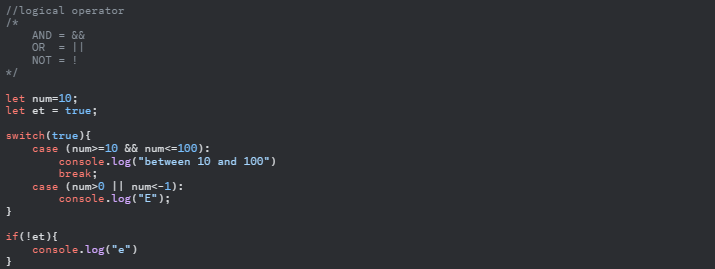 //logical operator
/*
    AND = &&
    OR  = ||
    NOT = !
*/

let num=10;
let et = true;

switch(true){
    case (num>=10 && num<=100):
        console.log("between 10 and 100")
        break;
    case (num>0 || num<-1):
        console.log("E");
}

if(!et){
    console.log("e")
}